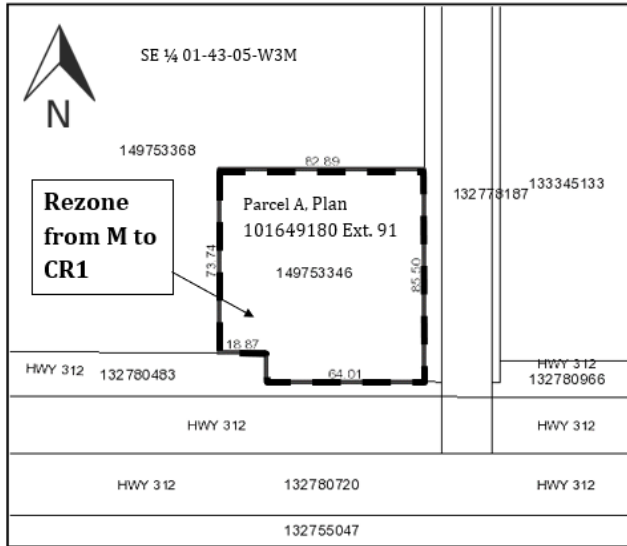 SE ¼ 01-43-05-W3M
N
149753368
82.89
132778187
133345133
Rezone
from M to
CR1
Parcel A, Plan
101649180 Ext. 91
73.74
149753346
85.50
18.87
HWY 312
132780483
64.01
HWY 312
132780966
HWY 312
HWY 312
HWY 312
132780720
HWY 312
132755047